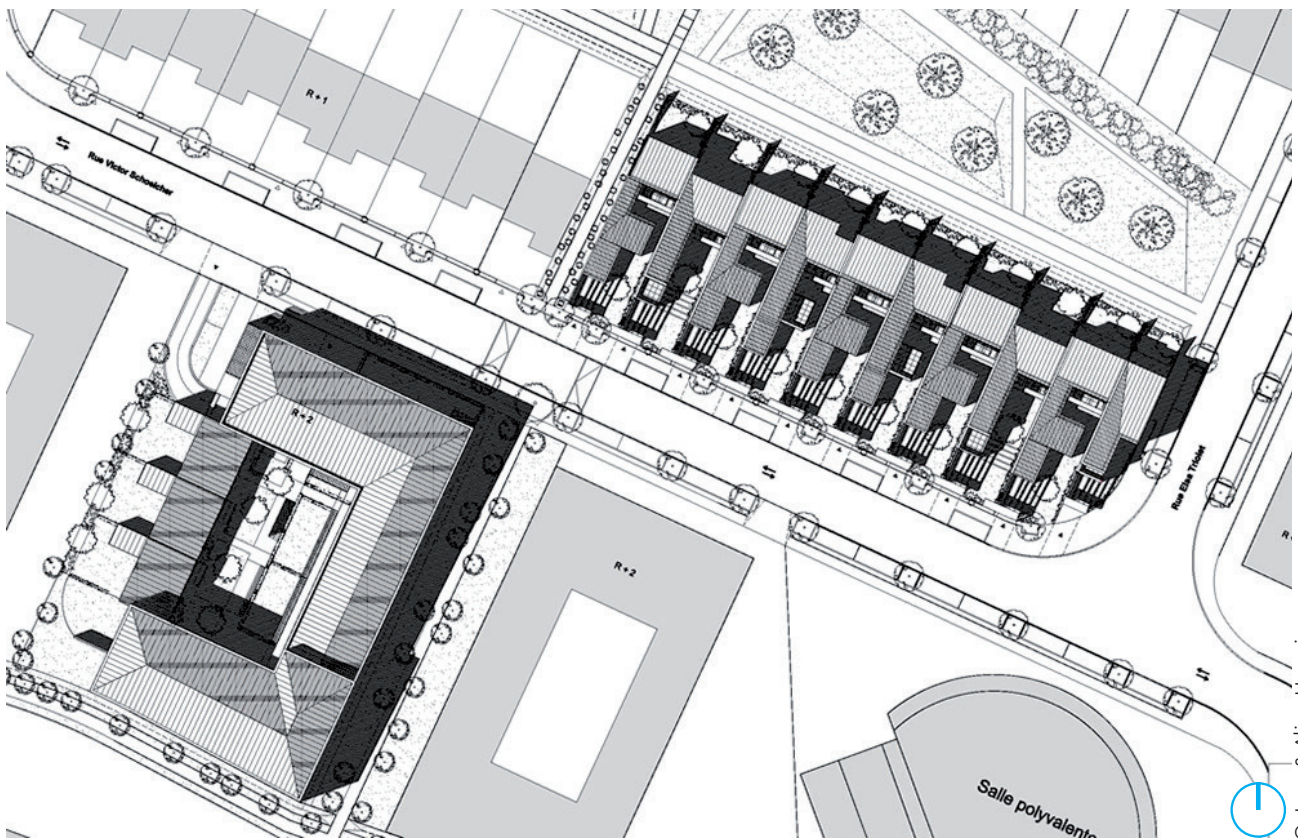 R+1
Rue Victor Schoelcher
R+2
Rue Elsa Triolet
R+2
Salle polyvalente